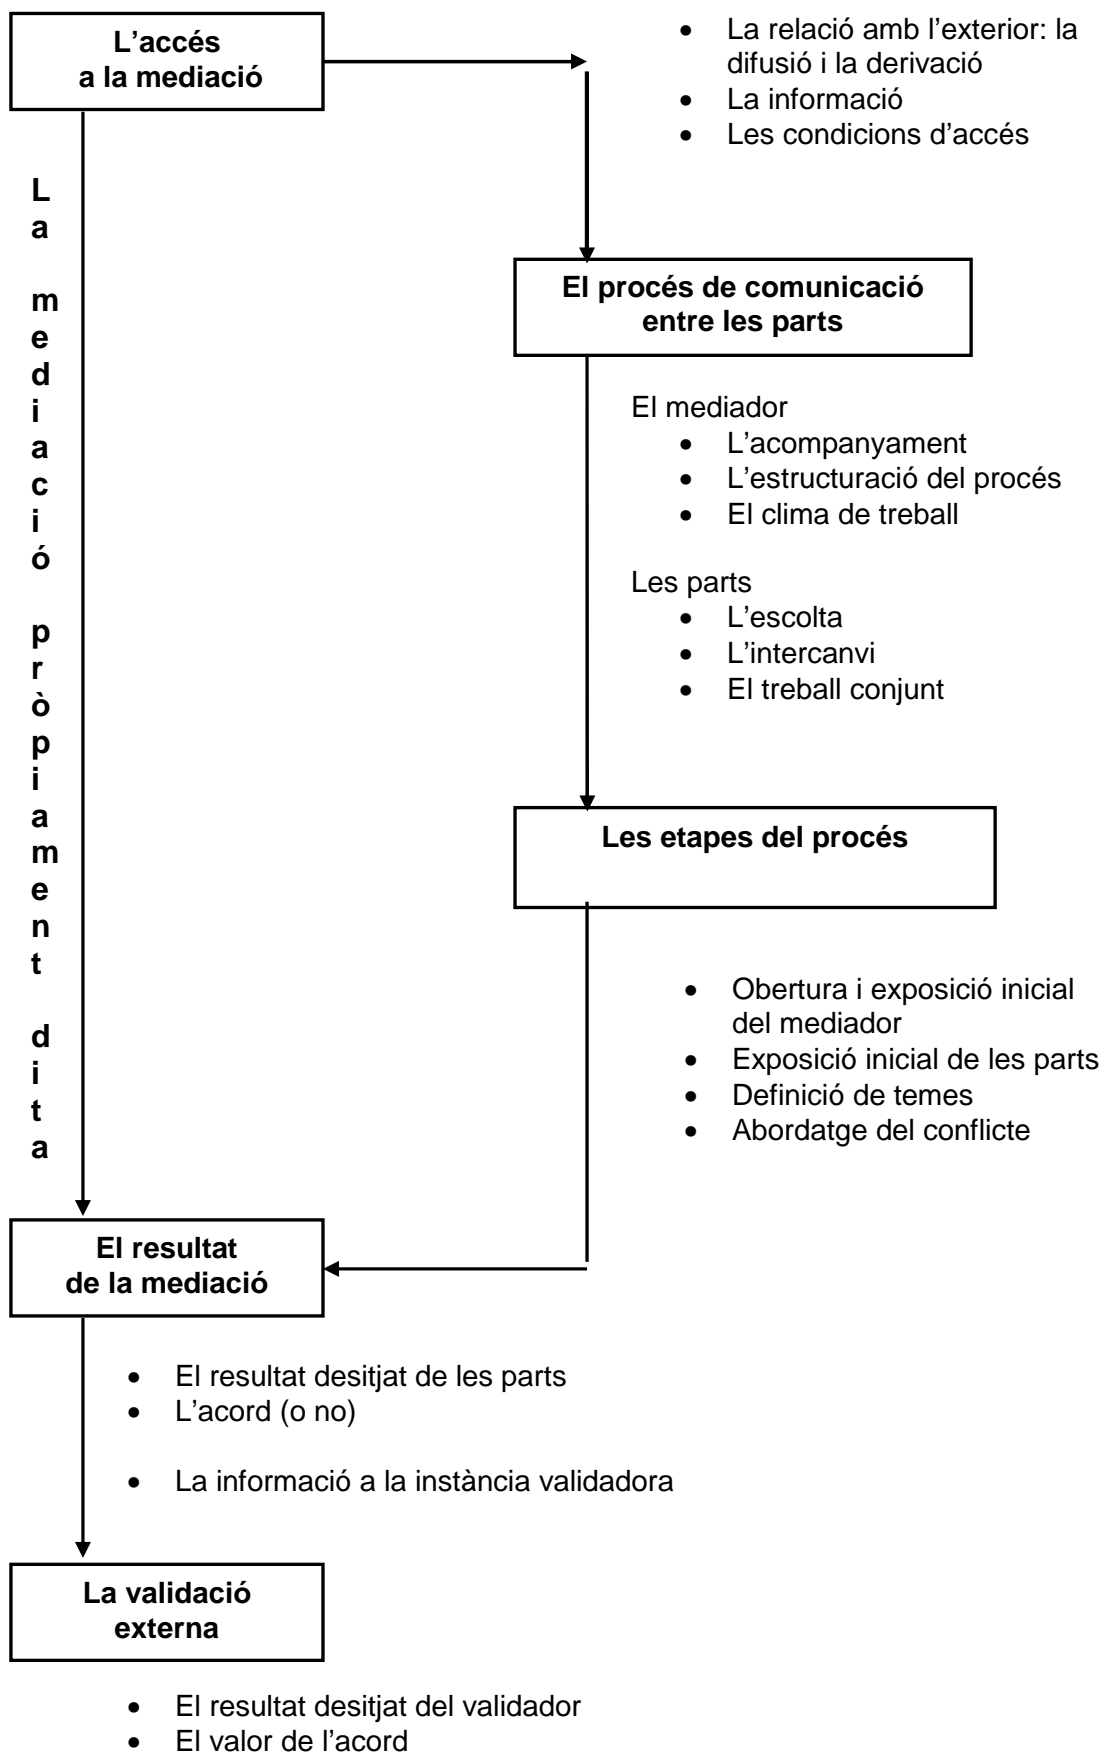 L’accés
a la mediació
• La relació amb l’exterior: la
difusió i la derivació
• La informació
• Les condicions d’accés
La mediació pròpiament dita
El procés de comunicació
entre les parts
El mediador
• L’acompanyament
• L’estructuració del procés
• El clima de treball
Les parts
• L’escolta
• L’intercanvi
• El treball conjunt
Les etapes del procés
• Obertura i exposició inicial
del mediador
• Exposició inicial de les parts
• Definició de temes
• Abordatge del conflicte
El resultat
de la mediació
• El resultat desitjat de les parts
• L’acord (o no)
• La informació a la instància validadora
La validació
externa
• El resultat desitjat del validador
• El valor de l’acord